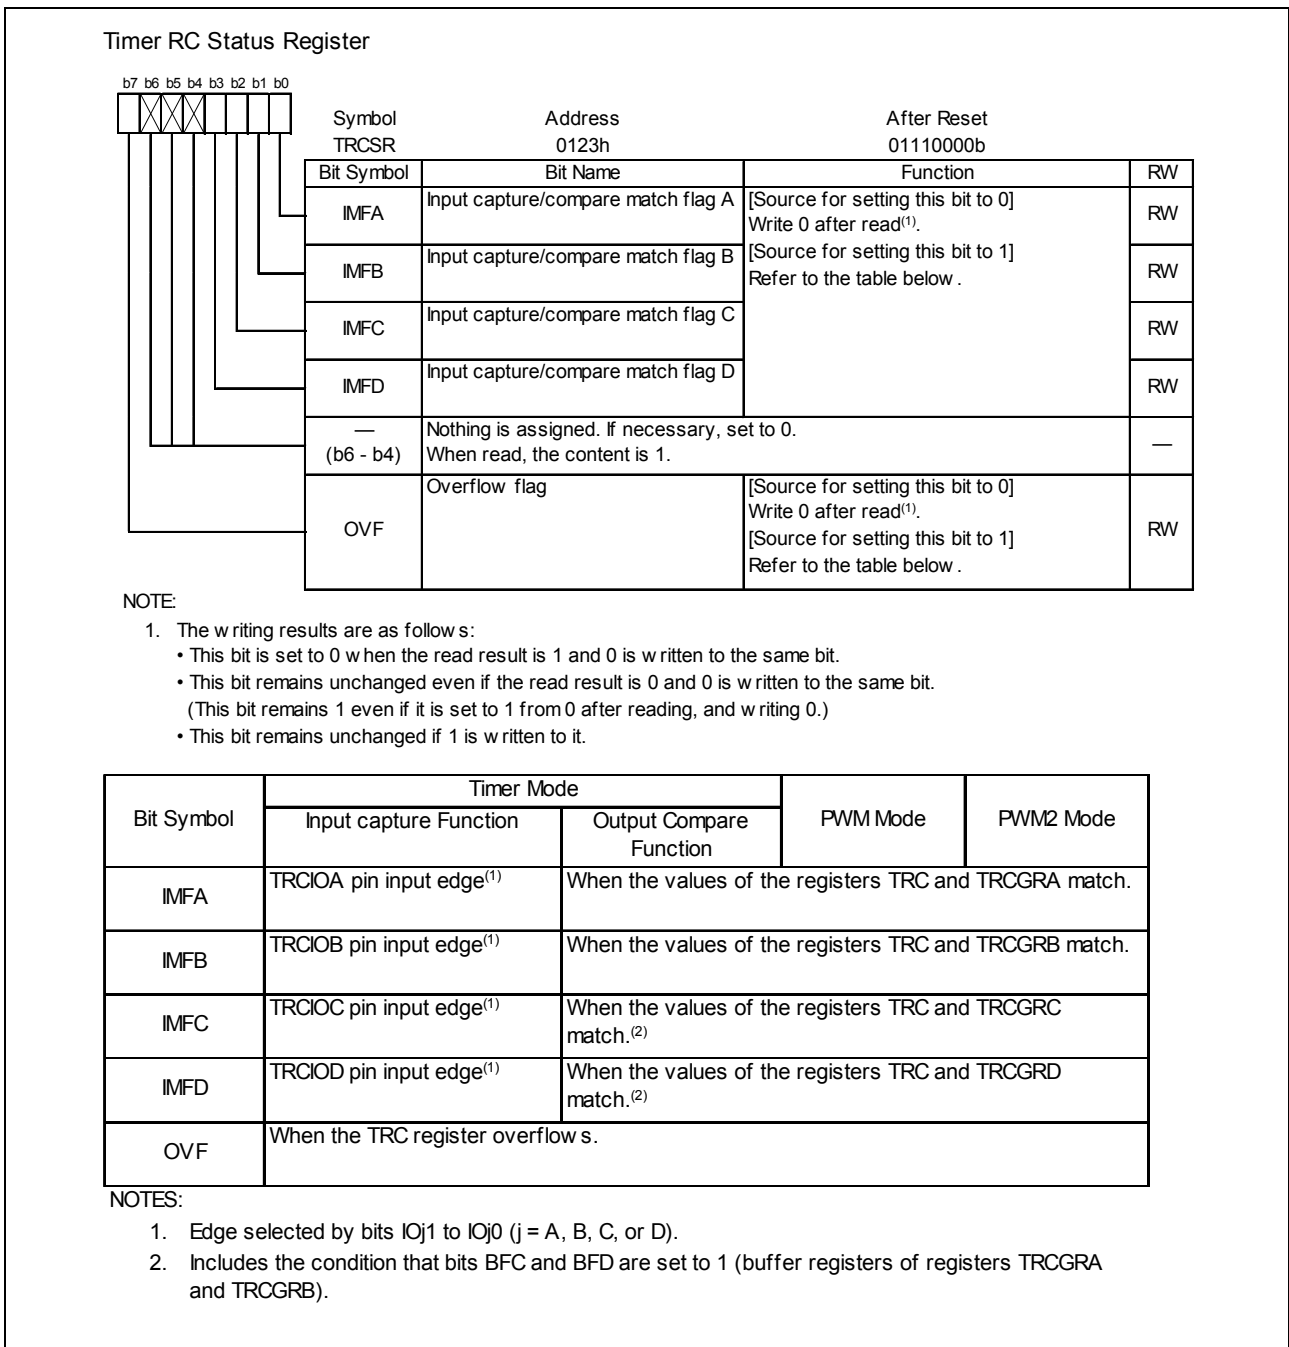 Timer RC Status Register
b7 b6 b5 b4 b3 b2 b1 b0
Symbol Address After Reset
TRCSR 0123h 01110000b
Bit Symbol Bit Name Function RW
IMFA Input capture/compare match flag A [Source for setting this bit to 0]
Write 0 after read(1).
[Source for setting this bit to 1]
Refer to the table below.
RW
IMFB Input capture/compare match flag B RW
IMFC Input capture/compare match flag C RW
IMFD Input capture/compare match flag D RW
—
(b6 - b4)
Nothing is assigned. If necessary, set to 0.
When read, the content is 1.
—
OVF Overflow flag [Source for setting this bit to 0]
Write 0 after read(1).
[Source for setting this bit to 1]
Refer to the table below.
RW
NOTE:
1. The writing results are as follows:
• This bit is set to 0 when the read result is 1 and 0 is written to the same bit.
• This bit remains unchanged even if the read result is 0 and 0 is written to the same bit.
(This bit remains 1 even if it is set to 1 from 0 after reading, and writing 0.)
• This bit remains unchanged if 1 is written to it.
Bit Symbol Timer Mode PWM Mode PWM2 Mode
Input capture Function Output Compare
Function
IMFA TRCIOA pin input edge(1) When the values of the registers TRC and TRCGRA match.
IMFB TRCIOB pin input edge(1) When the values of the registers TRC and TRCGRB match.
IMFC TRCIOC pin input edge(1) When the values of the registers TRC and TRCGRC
match.(2)
IMFD TRCIOD pin input edge(1) When the values of the registers TRC and TRCGRD
match.(2)
OVF When the TRC register overflows.
NOTES:
1. Edge selected by bits IOj1 to IOj0 (j = A, B, C, or D).
2. Includes the condition that bits BFC and BFD are set to 1 (buffer registers of registers TRCGRA
and TRCGRB).